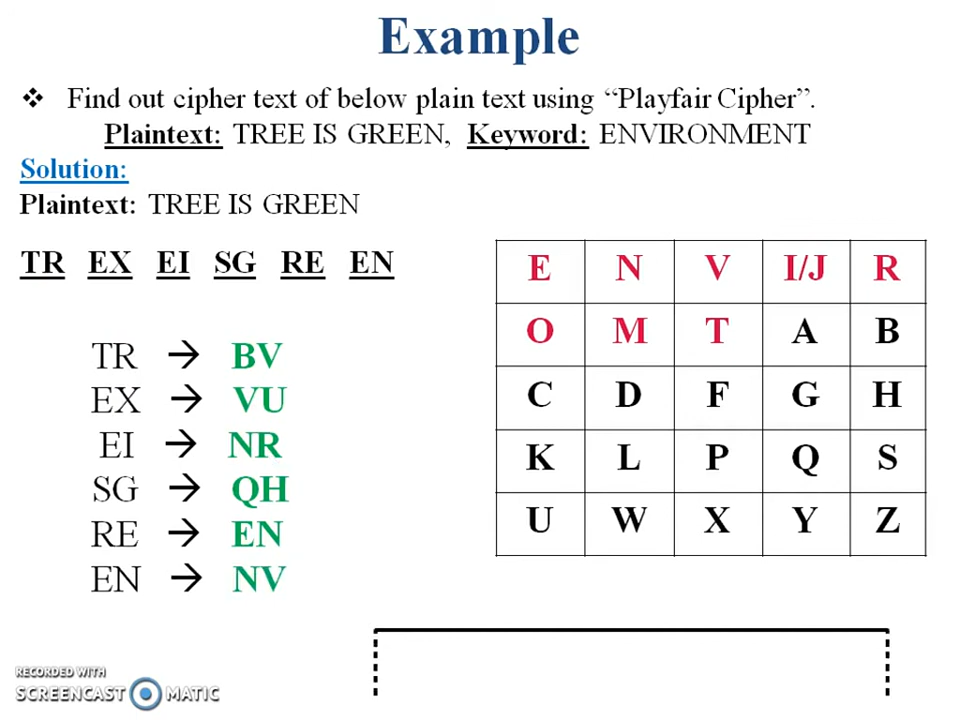 Example
❖ Find out cipher text of below plain text using “Playfair Cipher”.
Plaintext: TREE IS GREEN, Keyword: ENVIRONMENT
Solution:
Plaintext: TREE IS GREEN
TR EX EI SG RE EN
TR → BV
EX → VU
EI → NR
SG → QH
RE → EN
EN → NV
E N V I/J R
O M T A B
C D F G H
K L P Q S
U W X Y Z
RECORDED WITH
SCREENCAST MATIC